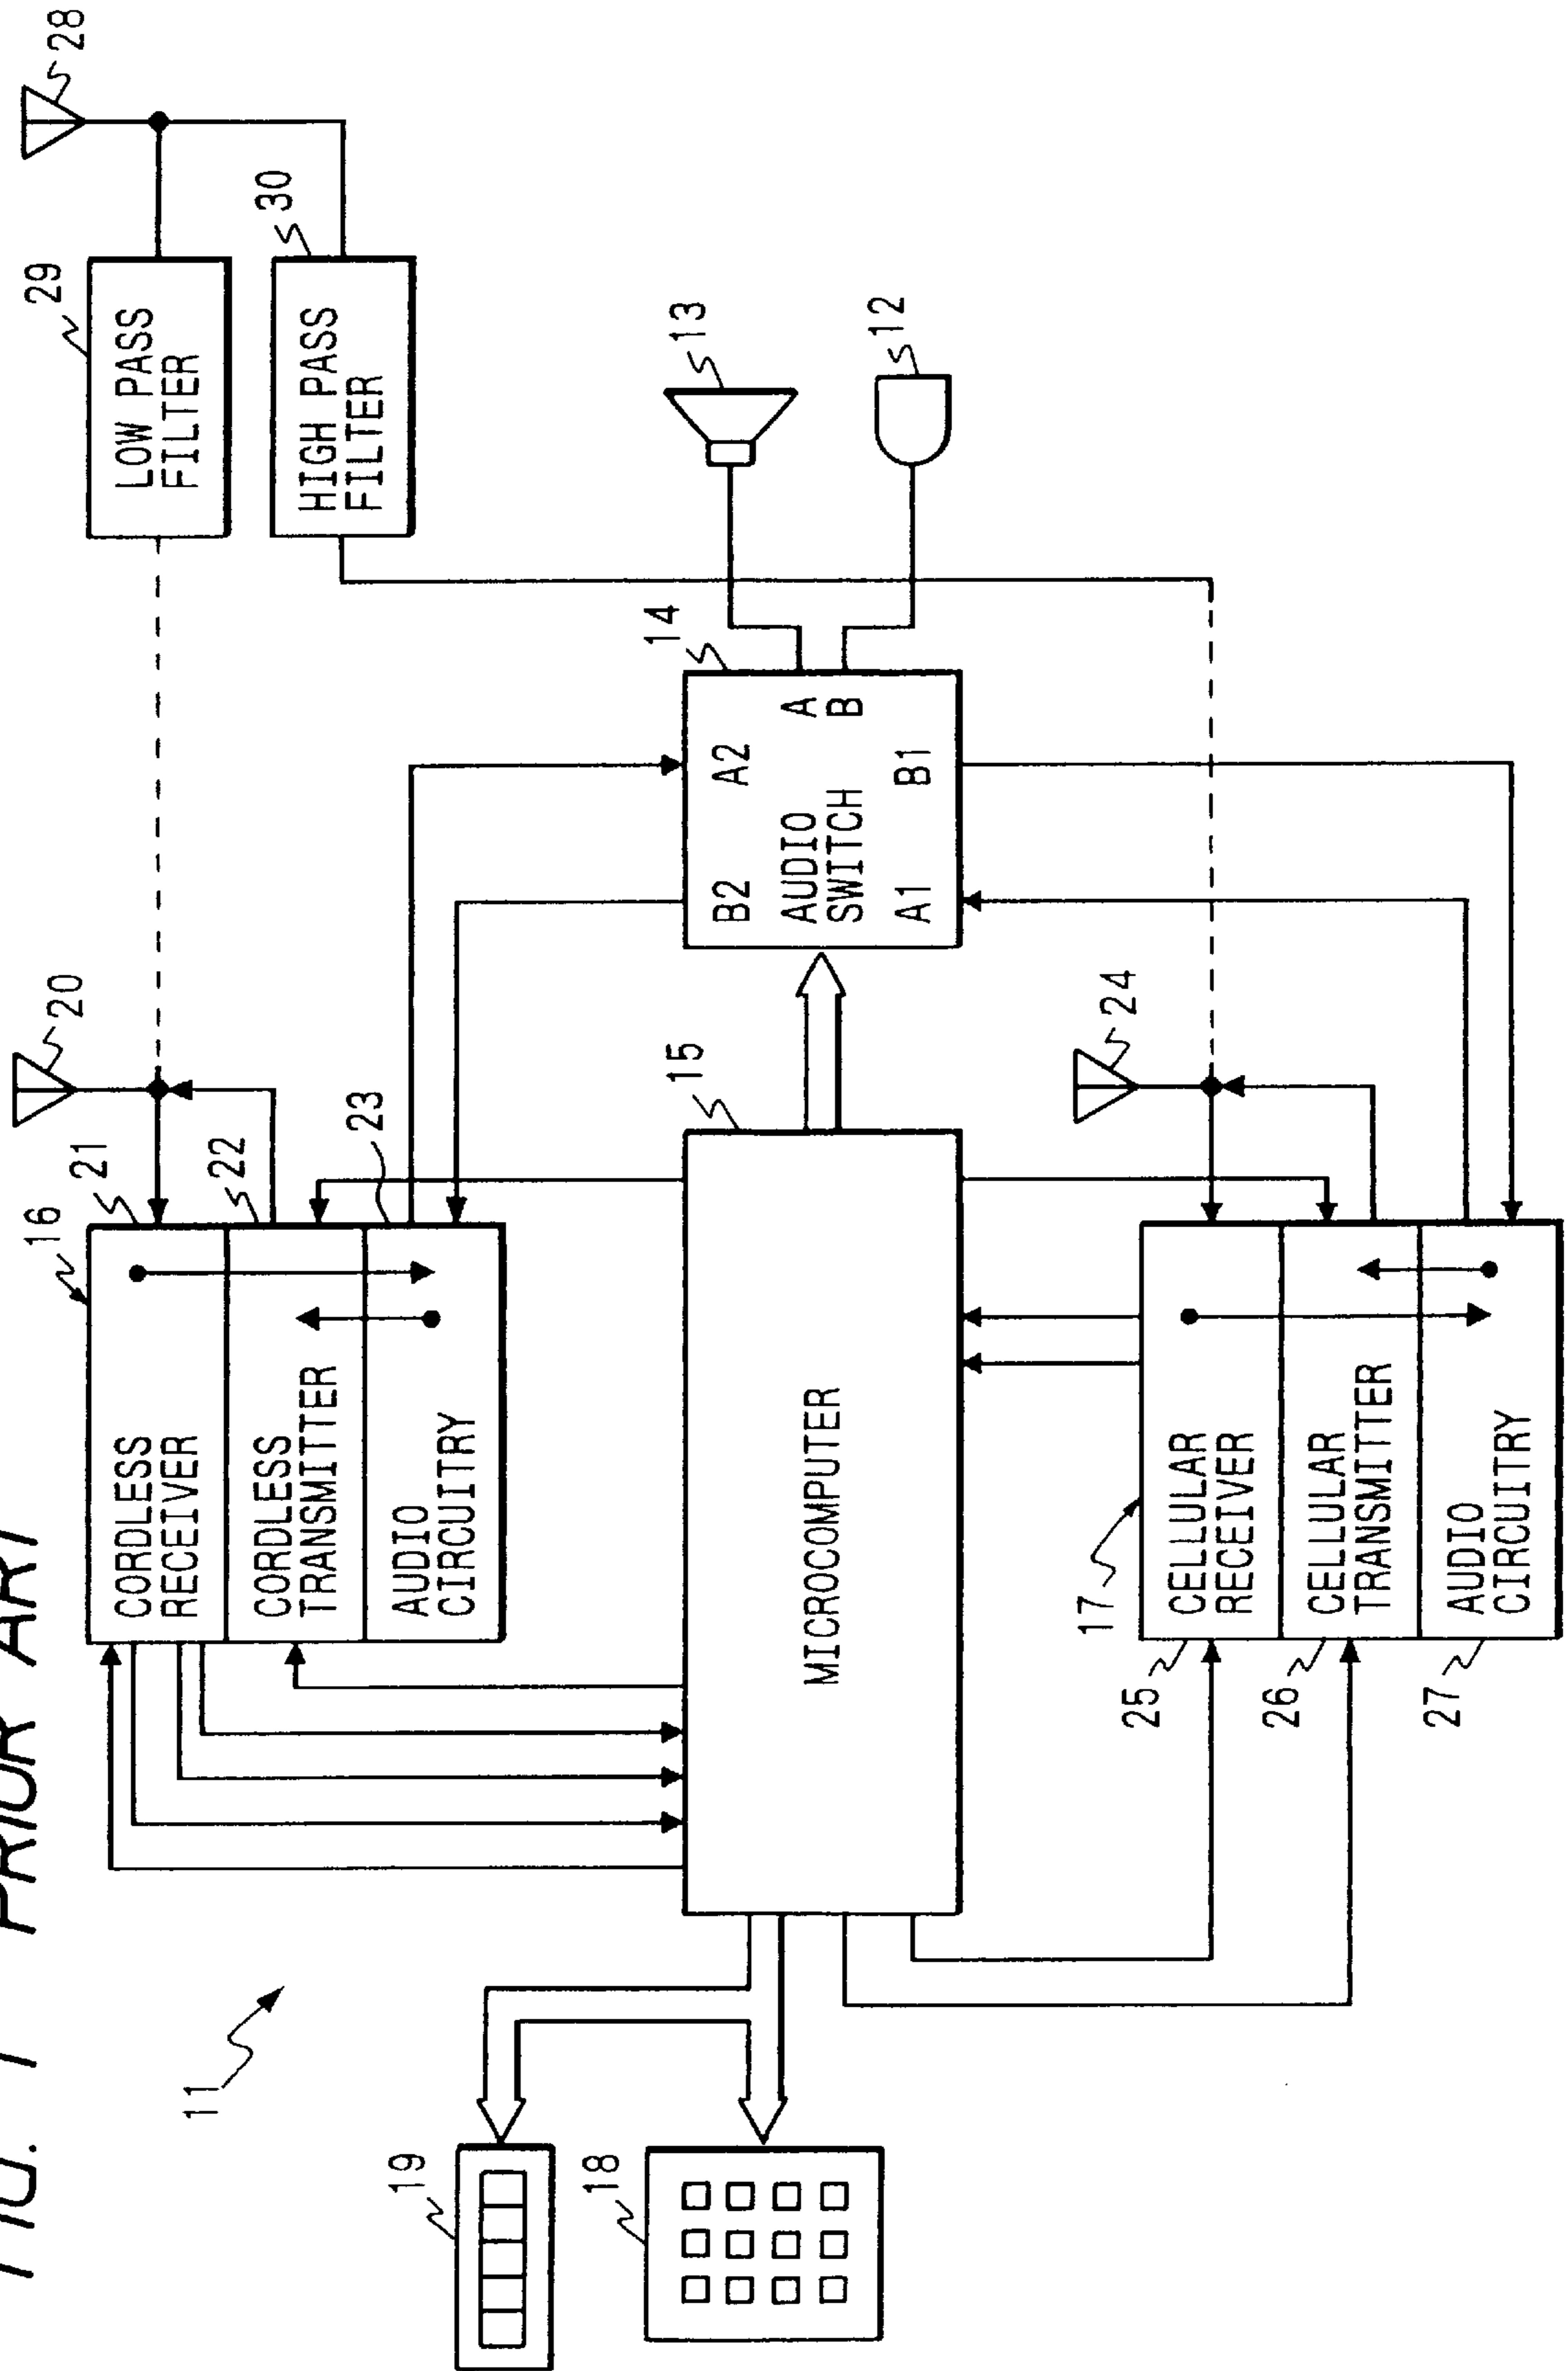 FIG. 1 PRIOR ART
11
16
21
22
23
20
29
28
30
CORDLESS
RECEIVER
CORDLESS
TRANSMITTER
AUDIO
CIRCUITRY
LOW PASS
FILTER
HIGH PASS
FILTER
19
18
15
14
13
12
MICROCOMPUTER
B2
A2
AUDIO
SWITCH
A
B
A1
B1
17
24
25
26
27
CELLULAR
RECEIVER
CELLULAR
TRANSMITTER
AUDIO
CIRCUITRY